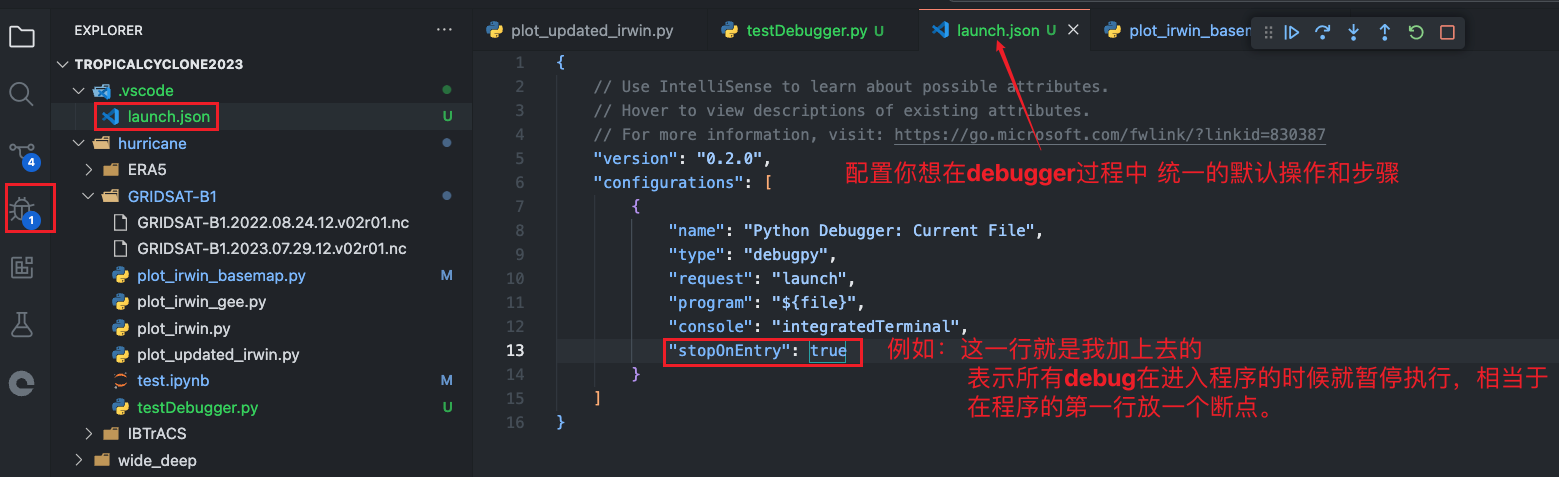 EXPLORER
···
TROPICALCYCLONE2023
.vscode
launch.json U
hurricane
ERA5
GRIDSAT-B1
GRIDSAT-B1.2022.08.24.12.v02r01.nc
GRIDSAT-B1.2023.07.29.12.v02r01.nc
plot_irwin_basemap.py M
plot_irwin_gee.py
plot_irwin.py
plot_updated_irwin.py
test.ipynb M
testDebugger.py U
IBTrACS
wide_deep
4
1
plot_updated_irwin.py
testDebugger.py U
launch.json U
plot_irwin_basem
1 {
2 // Use IntelliSense to learn about possible attributes.
3 // Hover to view descriptions of existing attributes.
4 // For more information, visit: https://go.microsoft.com/fwlink/?linkid=830387
5 "version": "0.2.0",
6 "configurations": [
7 {
8 "name": "Python Debugger: Current File",
9 "type": "debugpy",
10 "request": "launch",
11 "program": "${file}",
12 "console": "integratedTerminal",
13 "stopOnEntry": true
14 }
15 ]
16 }
配置你想在debugger过程中 统一的默认操作和步骤
例如：这一行就是我加上去的
表示所有debug在进入程序的时候就暂停执行，相当于
在程序的第一行放一个断点。